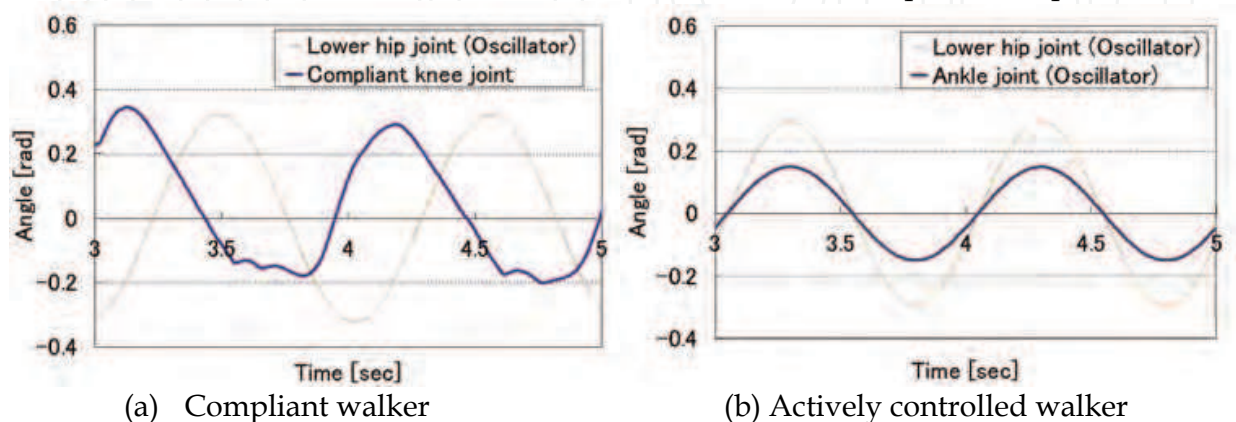 0.6
0.4
0.2
0
-0.2
-0.4
Angle [rad]
Lower hip joint (Oscillator)
Compliant knee joint
3
3.5
4
4.5
5
Time [sec]
(a) Compliant walker
0.6
0.4
0.2
0
-0.2
-0.4
Angle [rad]
Lower hip joint (Oscillator)
Ankle joint (Oscillator)
3
3.5
4
4.5
5
Time [sec]
(b) Actively controlled walker